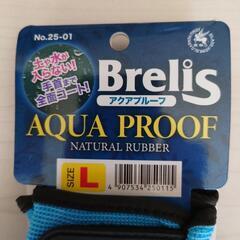 No.25-01
土や水が
入らない!
手首まで
全面コート!
Brelis
アクアプルーフ
AQUA PROOF
NATURAL RUBBER
SIZE L
4 907534 250115